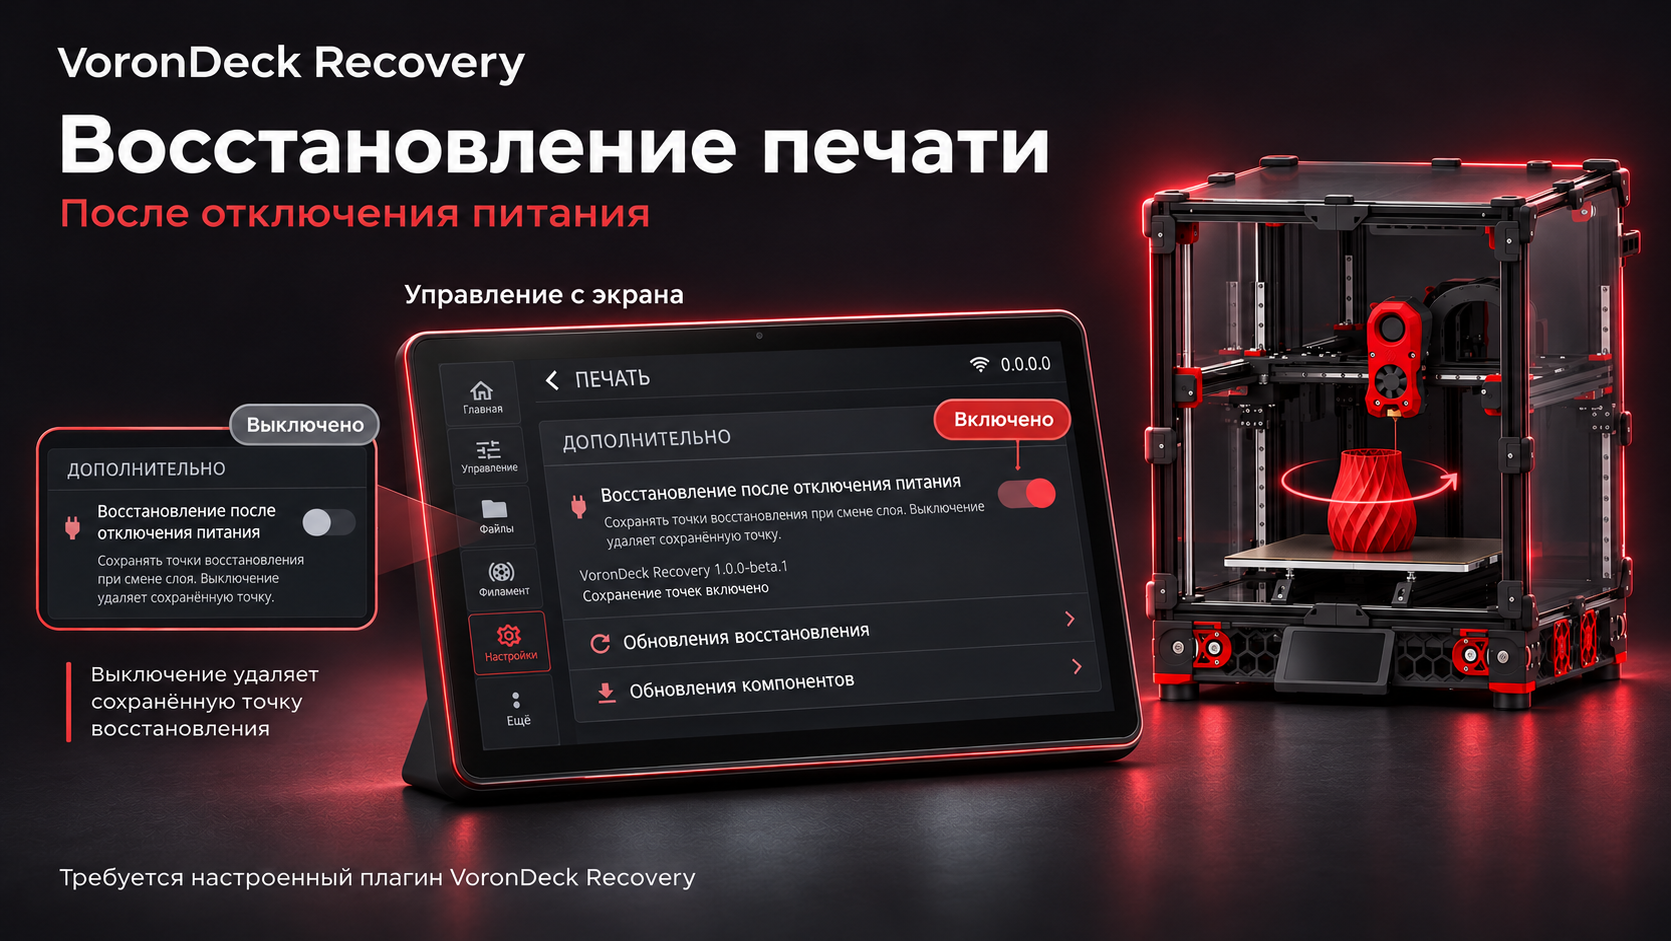 VoronDeck Recovery
Восстановление печати
После отключения питания
Управление с экрана
Выключено
ДОПОЛНИТЕЛЬНО
Восстановление после
отключения питания
Сохранять точки восстановления
при смене слоя. Выключение
удаляет сохранённую точку.
Выключение удаляет
сохранённую точку
восстановления
Главная
Управление
Файлы
Филамент
Настройки
Ещё
ПЕЧАТЬ
0.0.0.0
Включено
ДОПОЛНИТЕЛЬНО
Восстановление после отключения питания
Сохранять точки восстановления при смене слоя. Выключение
удаляет сохранённую точку.
VoronDeck Recovery 1.0.0-beta.1
Сохранение точек включено
Обновления восстановления
Обновления компонентов
Требуется настроенный плагин VoronDeck Recovery